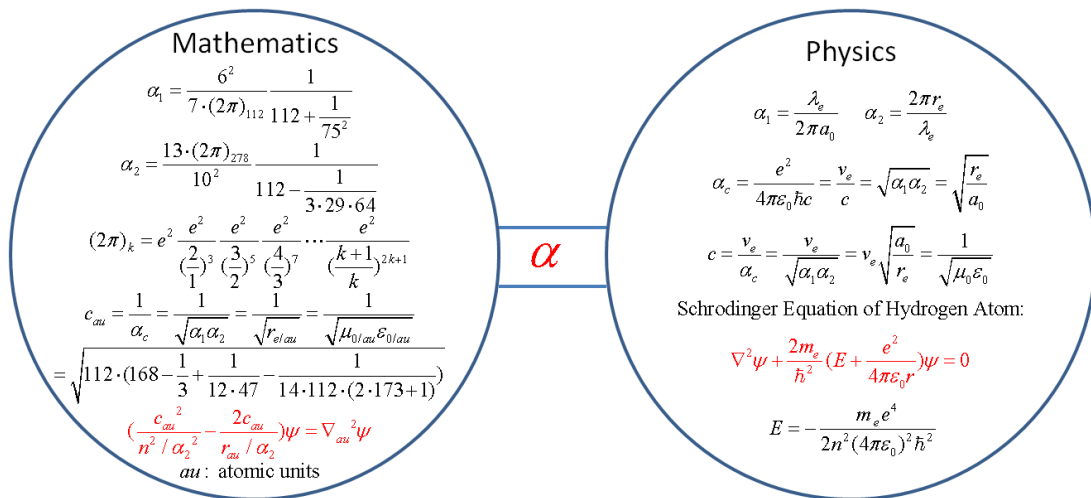 Mathematics
α₁ = 6² / (7·(2π)₁₁₂) · 1 / (112 + 1/75²)
α₂ = 13·(2π)₂₇₈ / 10² · 1 / (112 − 1/(3·29·64))
(2π)ₖ = e² e²/(2/1)³ e²/(3/2)⁵ e²/(4/3)⁷ ⋯ e²/((k+1)/k)²ᵏ⁺¹
c_au = 1/α_c = 1/√(α₁α₂) = 1/√(r_e/au) = 1/√(μ_0/au ε_0/au)
= √(112·(168 − 1/3 + 1/(12·47) − 1/(14·112·(2·173+1))))
(c_au² / (n² / α₂²) − 2c_au / (r_au / α₂))ψ = ∇_au²ψ
au: atomic units
α
Physics
α₁ = λ_e / (2πa₀) α₂ = 2πr_e / λ_e
α_c = e² / (4πε₀ħc) = v_e / c = √(α₁α₂) = √(r_e / a₀)
c = v_e / α_c = v_e / √(α₁α₂) = v_e √(a₀ / r_e) = 1 / √(μ₀ε₀)
Schrodinger Equation of Hydrogen Atom:
∇²ψ + 2m_e / ħ² (E + e² / (4πε₀r))ψ = 0
E = − m_e e⁴ / (2n²(4πε₀)²ħ²)